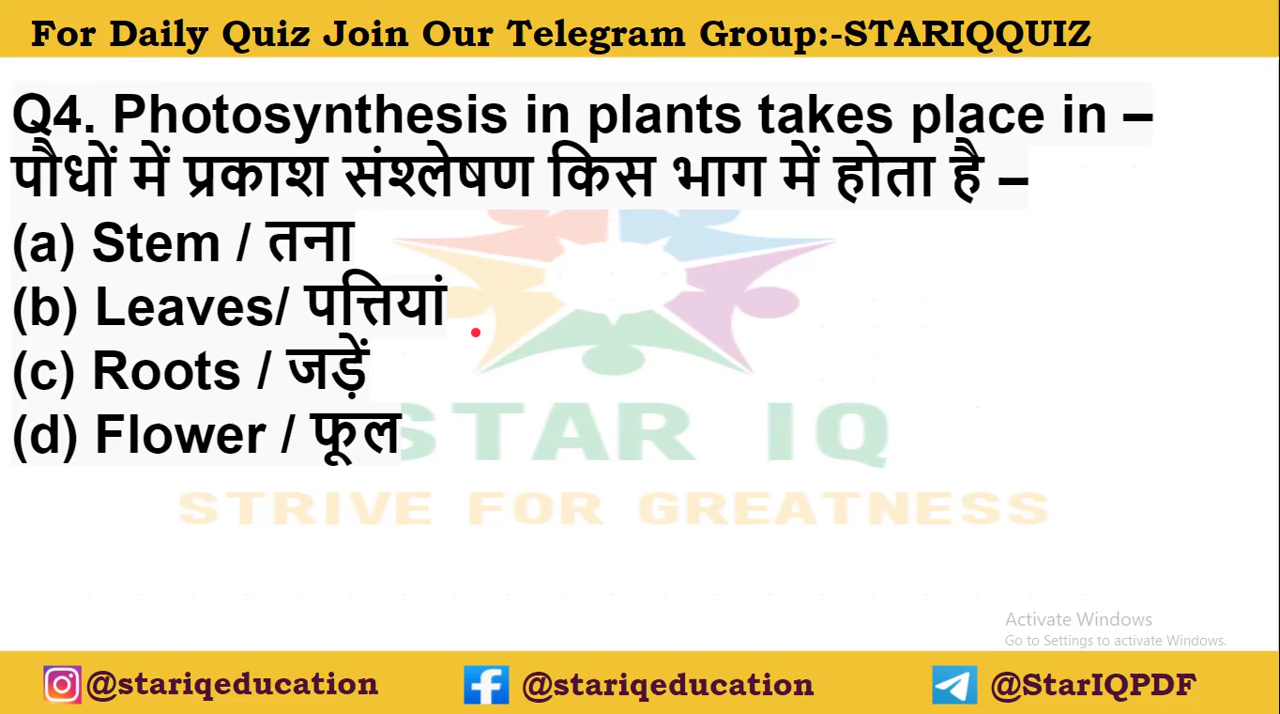 For Daily Quiz Join Our Telegram Group:-STARIQQUIZ
Q4. Photosynthesis in plants takes place in –
पौधों में प्रकाश संश्लेषण किस भाग में होता है –
(a) Stem / तना
(b) Leaves/ पत्तियां
(c) Roots / जड़ें
(d) Flower / फूल
STAR IQ
STRIVE FOR GREATNESS
Activate Windows
Go to Settings to activate Windows.
@stariqeducation
@stariqeducation
@StarIQPDF